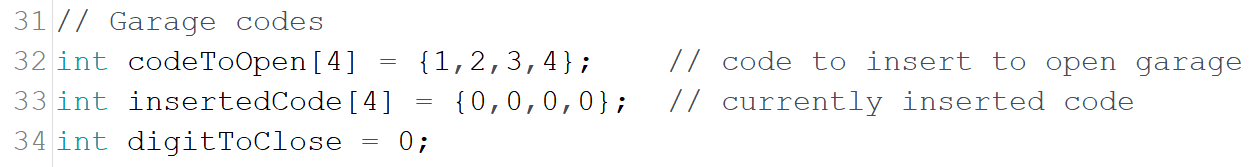 31 // Garage codes
32 int codeToOpen[4] = {1,2,3,4};    // code to insert to open garage
33 int insertedCode[4] = {0,0,0,0};  // currently inserted code
34 int digitToClose = 0;